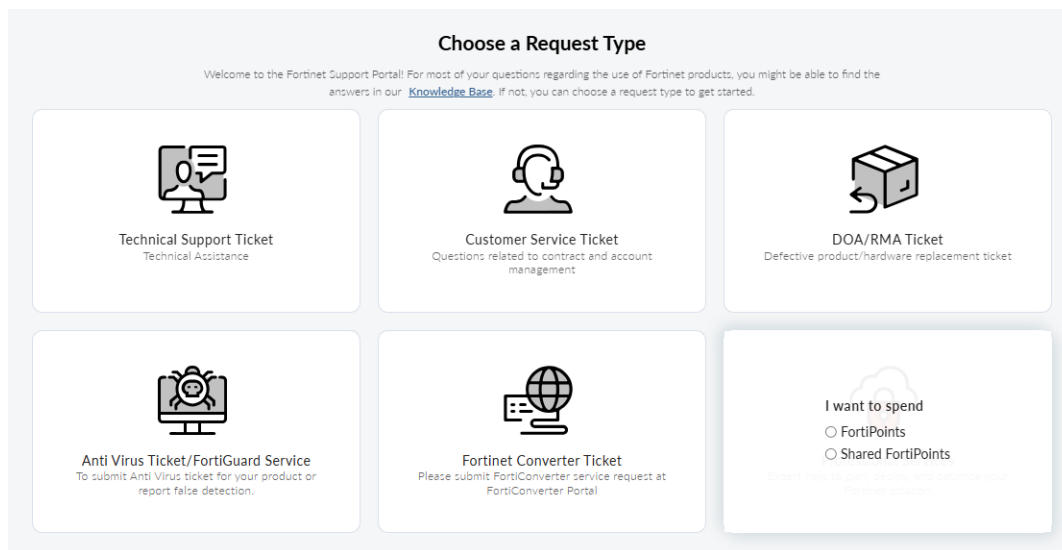 Choose a Request Type
Welcome to the Fortinet Support Portal! For most of your questions regarding the use of Fortinet products, you might be able to find the
answers in our Knowledge Base. If not, you can choose a request type to get started.
Technical Support Ticket
Technical Assistance
Customer Service Ticket
Questions related to contract and account
management
DOA/RMA Ticket
Defective product/hardware replacement ticket
Anti Virus Ticket/FortiGuard Service
To submit Anti Virus ticket for your product or
report false detection.
Fortinet Converter Ticket
Please submit FortiConverter service request at
FortiConverter Portal
I want to spend
FortiPoints
Shared FortiPoints